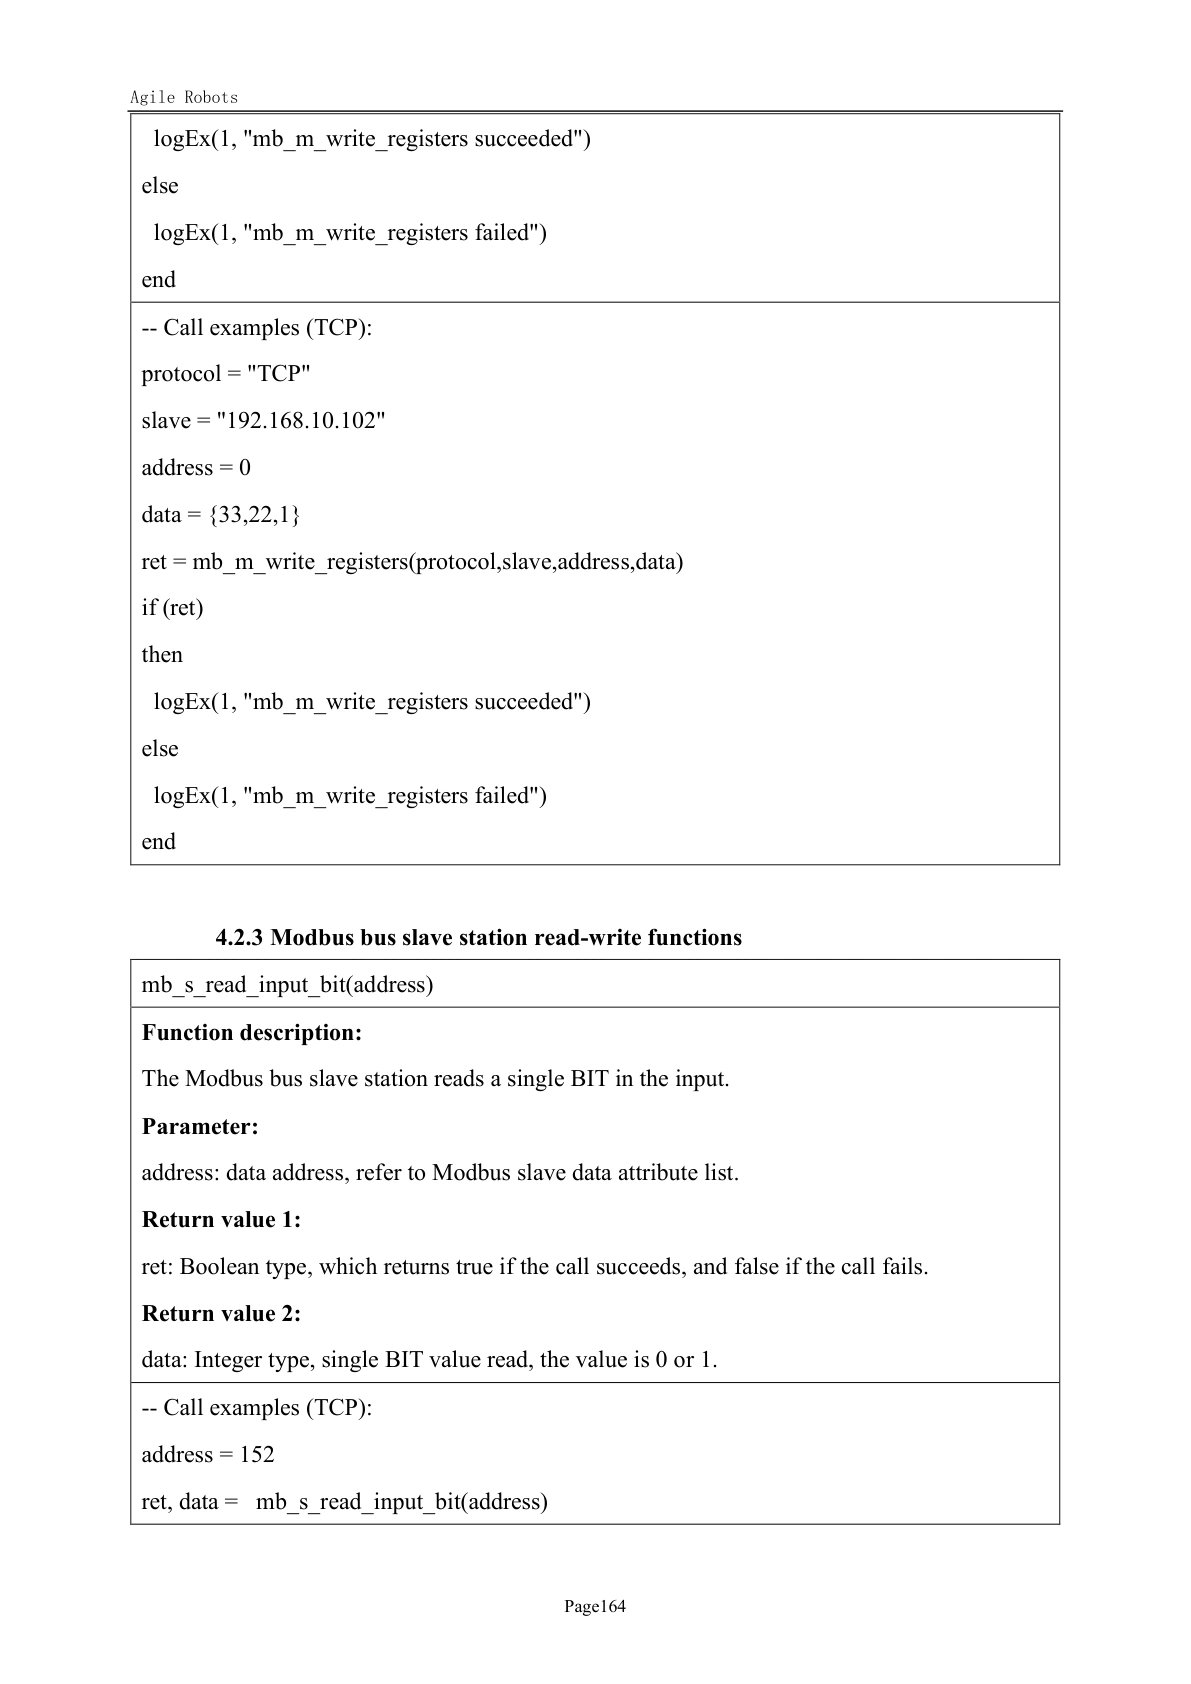 Agile Robots
logEx(1, "mb_m_write_registers succeeded")
else
logEx(1, "mb_m_write_registers failed")
end
-- Call examples (TCP):
protocol = "TCP"
slave = "192.168.10.102"
address = 0
data = {33,22,1}
ret = mb_m_write_registers(protocol,slave,address,data)
if (ret)
then
logEx(1, "mb_m_write_registers succeeded")
else
logEx(1, "mb_m_write_registers failed")
end
4.2.3 Modbus bus slave station read-write functions
mb_s_read_input_bit(address)
Function description:
The Modbus bus slave station reads a single BIT in the input.
Parameter:
address: data address, refer to Modbus slave data attribute list.
Return value 1:
ret: Boolean type, which returns true if the call succeeds, and false if the call fails.
Return value 2:
data: Integer type, single BIT value read, the value is 0 or 1.
-- Call examples (TCP):
address = 152
ret, data =   mb_s_read_input_bit(address)
Page164